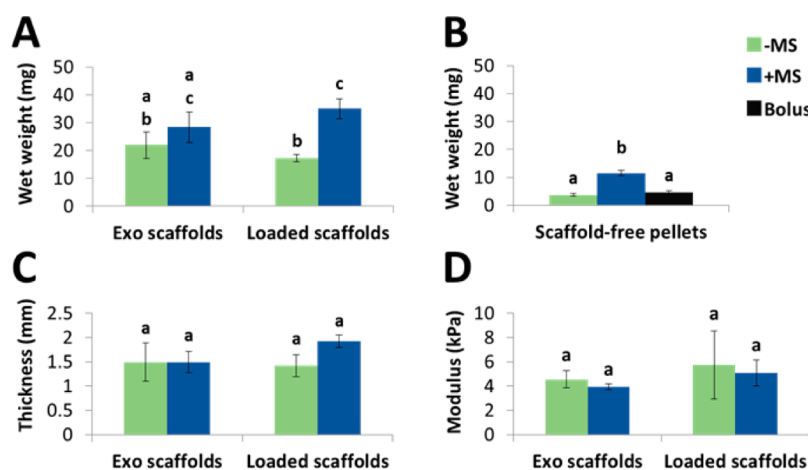 A
Wet weight (mg)
50
40
30
20
10
0
a
b
a
c
b
c
Exo scaffolds
Loaded scaffolds
B
Wet weight (mg)
50
40
30
20
10
0
a
b
a
Scaffold-free pellets
-MS
+MS
Bolus
C
Thickness (mm)
2.5
2
1.5
1
0.5
0
a
a
a
a
Exo scaffolds
Loaded scaffolds
D
Modulus (kPa)
10
8
6
4
2
0
a
a
a
a
Exo scaffolds
Loaded scaffolds